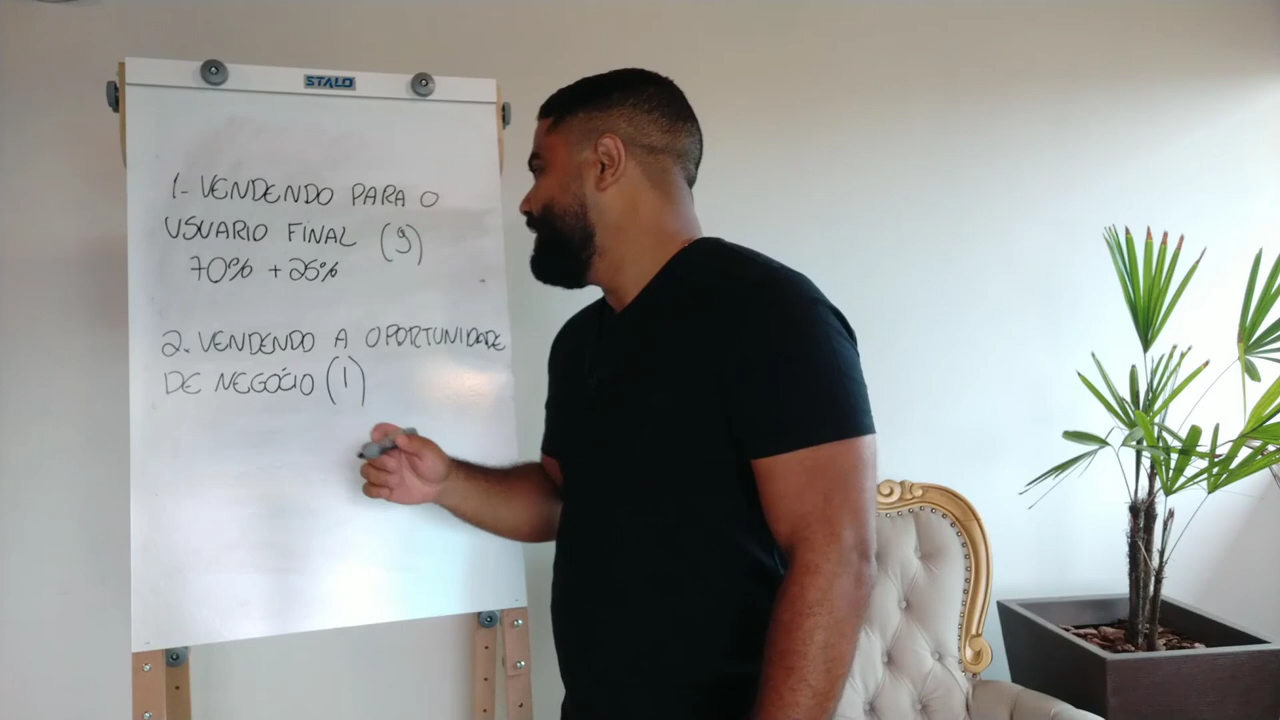 STALO
1- VENDENDO PARA O
USUARIO FINAL (9)
70% + 25%
2. VENDENDO A OPORTUNIDADE
DE NEGÓCIO (1)